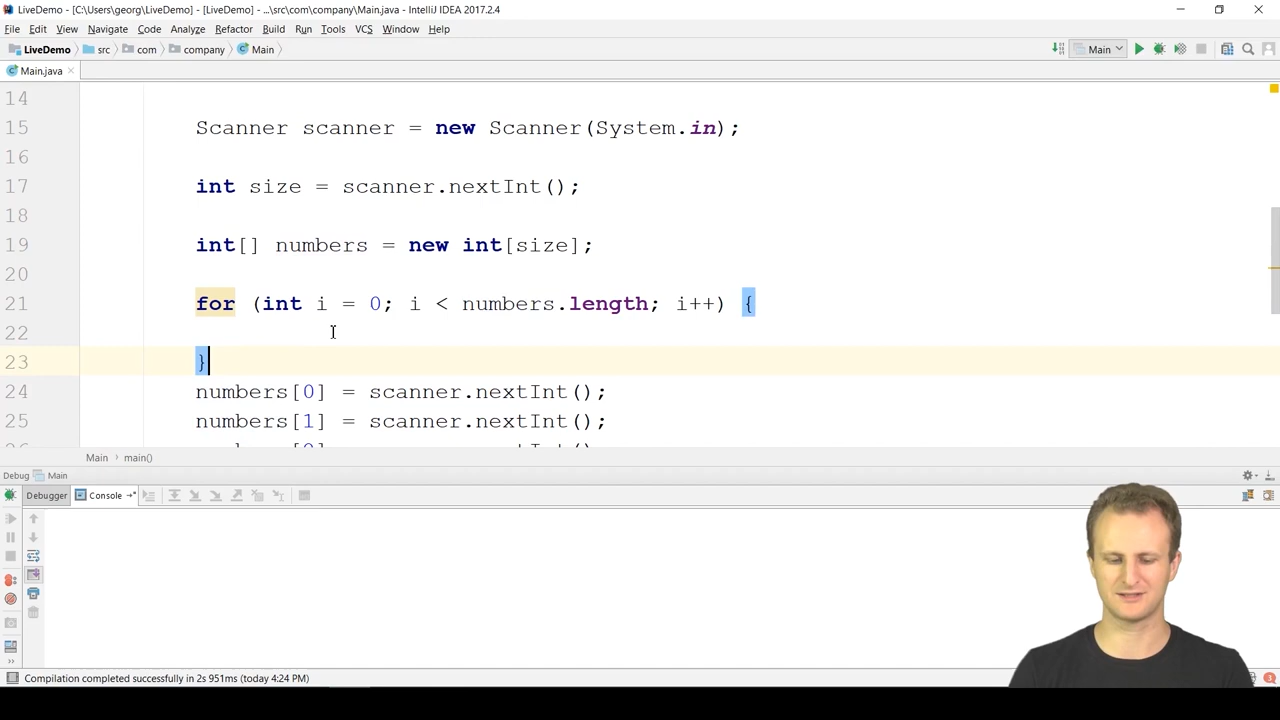 LiveDemo - [C:\Users\georg\LiveDemo] - [LiveDemo] - ...\src\com\company\Main.java - IntelliJ IDEA 2017.2.4
File Edit View Navigate Code Analyze Refactor Build Run Tools VCS Window Help
LiveDemo src com company Main Main
Main.java
14
15 Scanner scanner = new Scanner(System.in);
16
17 int size = scanner.nextInt();
18
19 int[] numbers = new int[size];
20
21 for (int i = 0; i < numbers.length; i++) {
22
23 }
24 numbers[0] = scanner.nextInt();
25 numbers[1] = scanner.nextInt();
Main main()
Debug Main
Debugger Console
Compilation completed successfully in 2s 951ms (today 4:24 PM) 3